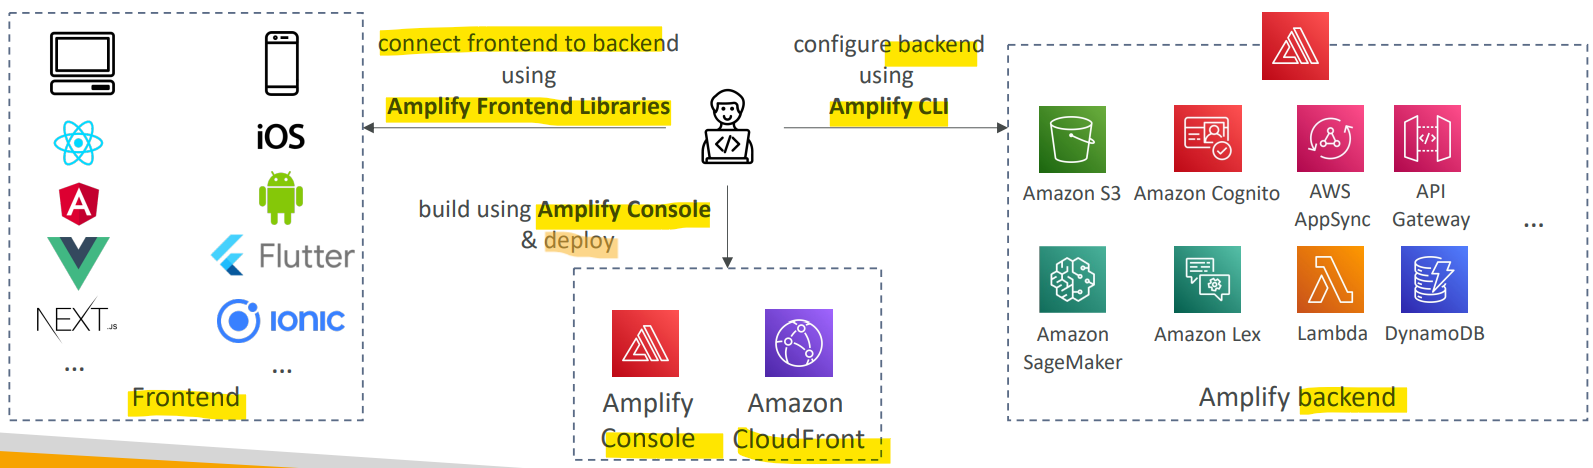 connect frontend to backend
using
Amplify Frontend Libraries
configure backend
using
Amplify CLI
iOS
Flutter
NEXT.JS
ionic
...
...
Frontend
build using Amplify Console
& deploy
Amplify
Console
Amazon
CloudFront
Amazon S3
Amazon Cognito
AWS
AppSync
API
Gateway
...
Amazon
SageMaker
Amazon Lex
Lambda
DynamoDB
Amplify backend